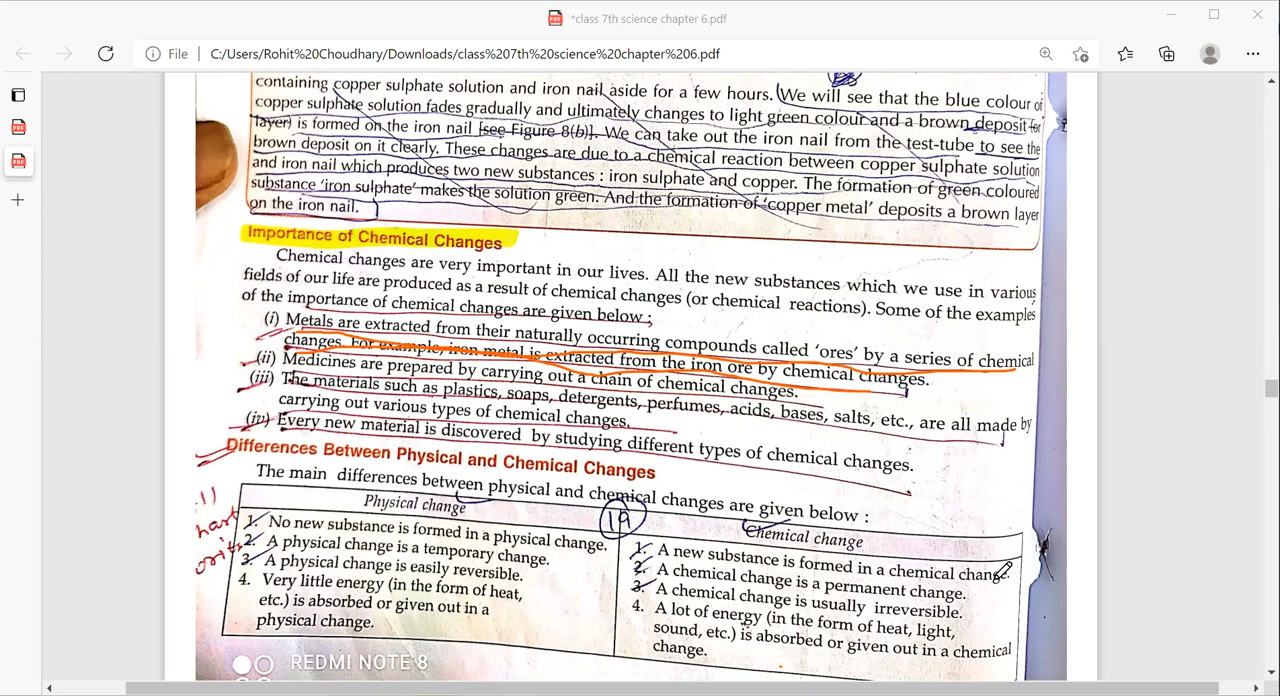 *class 7th science chapter 6.pdf
File | C:/Users/Rohit%20Choudhary/Downloads/class%207th%20science%20chapter%206.pdf
containing copper sulphate solution and iron nail aside for a few hours. (We will see that the blue colour of
copper sulphate solution fades gradually and ultimately changes to light green colour and a brown deposit (or
layer) is formed on the iron nail [see Figure 8(b)]. We can take out the iron nail from the test-tube to see the
brown deposit on it clearly. These changes are due to a chemical reaction between copper sulphate solution
and iron nail which produces two new substances : iron sulphate and copper. The formation of green coloured
substance 'iron sulphate' makes the solution green. And the formation of 'copper metal' deposits a brown layer
on the iron nail.
Importance of Chemical Changes
Chemical changes are very important in our lives. All the new substances which we use in various
fields of our life are produced as a result of chemical changes (or chemical reactions). Some of the examples
of the importance of chemical changes are given below ;
(i) Metals are extracted from their naturally occurring compounds called 'ores' by a series of chemical
changes. For example, iron metal is extracted from the iron ore by chemical changes.
(ii) Medicines are prepared by carrying out a chain of chemical changes.
(iii) The materials such as plastics, soaps, detergents, perfumes, acids, bases, salts, etc., are all made by
carrying out various types of chemical changes.
(iv) Every new material is discovered by studying different types of chemical changes.
Differences Between Physical and Chemical Changes
The main differences between physical and chemical changes are given below :
19
Physical change
1. No new substance is formed in a physical change.
2. A physical change is a temporary change.
3. A physical change is easily reversible.
4. Very little energy (in the form of heat,
etc.) is absorbed or given out in a
physical change.
Chemical change
1. A new substance is formed in a chemical change.
2. A chemical change is a permanent change.
3. A chemical change is usually irreversible.
4. A lot of energy (in the form of heat, light,
sound, etc.) is absorbed or given out in a chemical
change.
REDMI NOTE 8